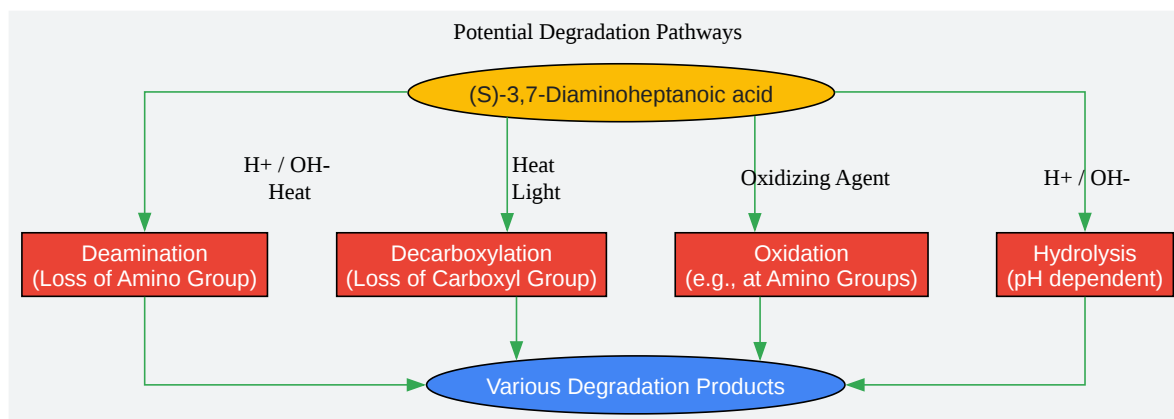 Potential Degradation Pathways
(S)-3,7-Diaminoheptanoic acid
H+ / OH-
Heat
Heat
Light
Oxidizing Agent
H+ / OH-
Deamination
(Loss of Amino Group)
Decarboxylation
(Loss of Carboxyl Group)
Oxidation
(e.g., at Amino Groups)
Hydrolysis
(pH dependent)
Various Degradation Products